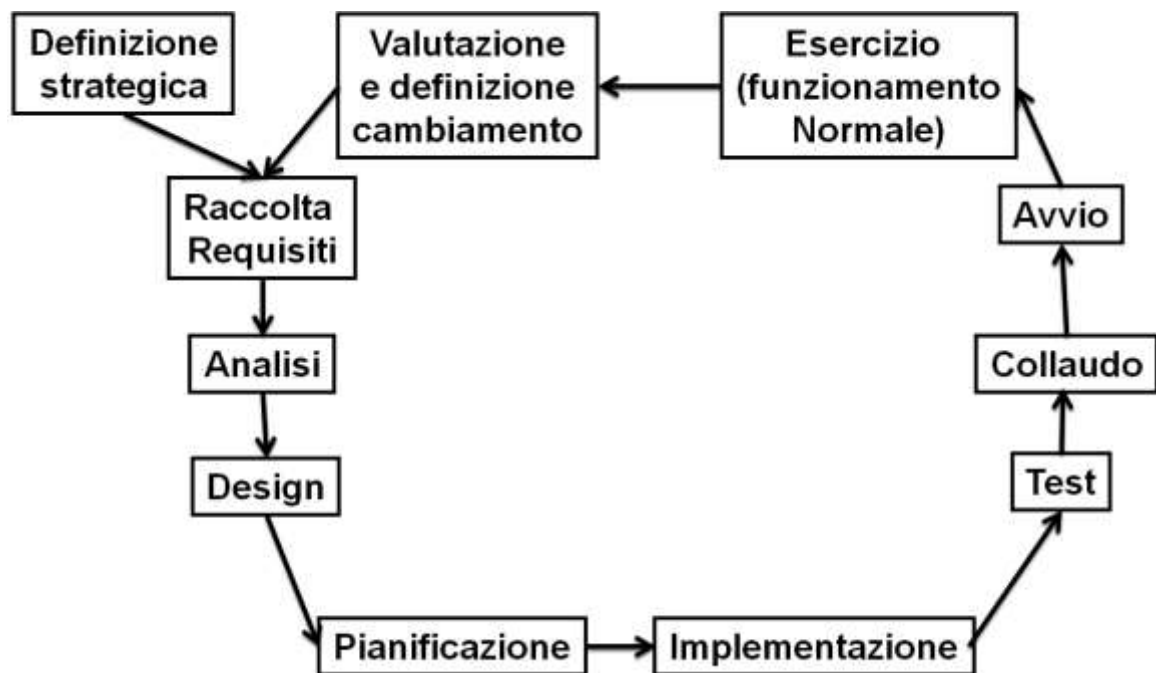 Definizione
strategica
Valutazione
e definizione
cambiamento
Esercizio
(funzionamento
Normale)
Raccolta
Requisiti
Avvio
Analisi
Collaudo
Design
Test
Pianificazione
Implementazione